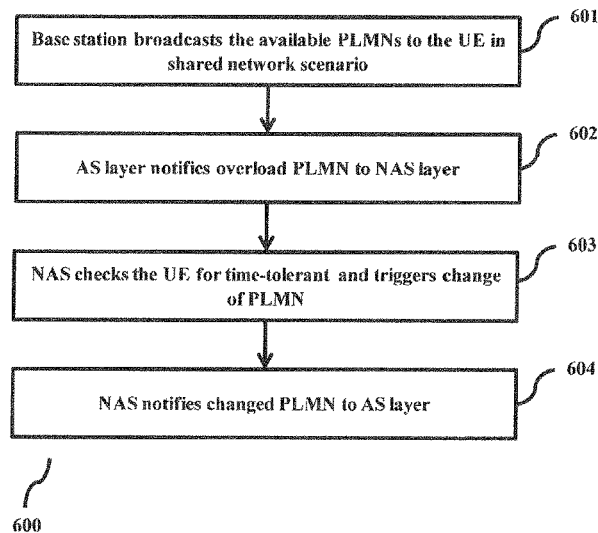 601
Base station broadcasts the available PLMNs to the UE in
shared network scenario
602
AS layer notifies overload PLMN to NAS layer
603
NAS checks the UE for time-tolerant and triggers change
of PLMN
604
NAS notifies changed PLMN to AS layer
600